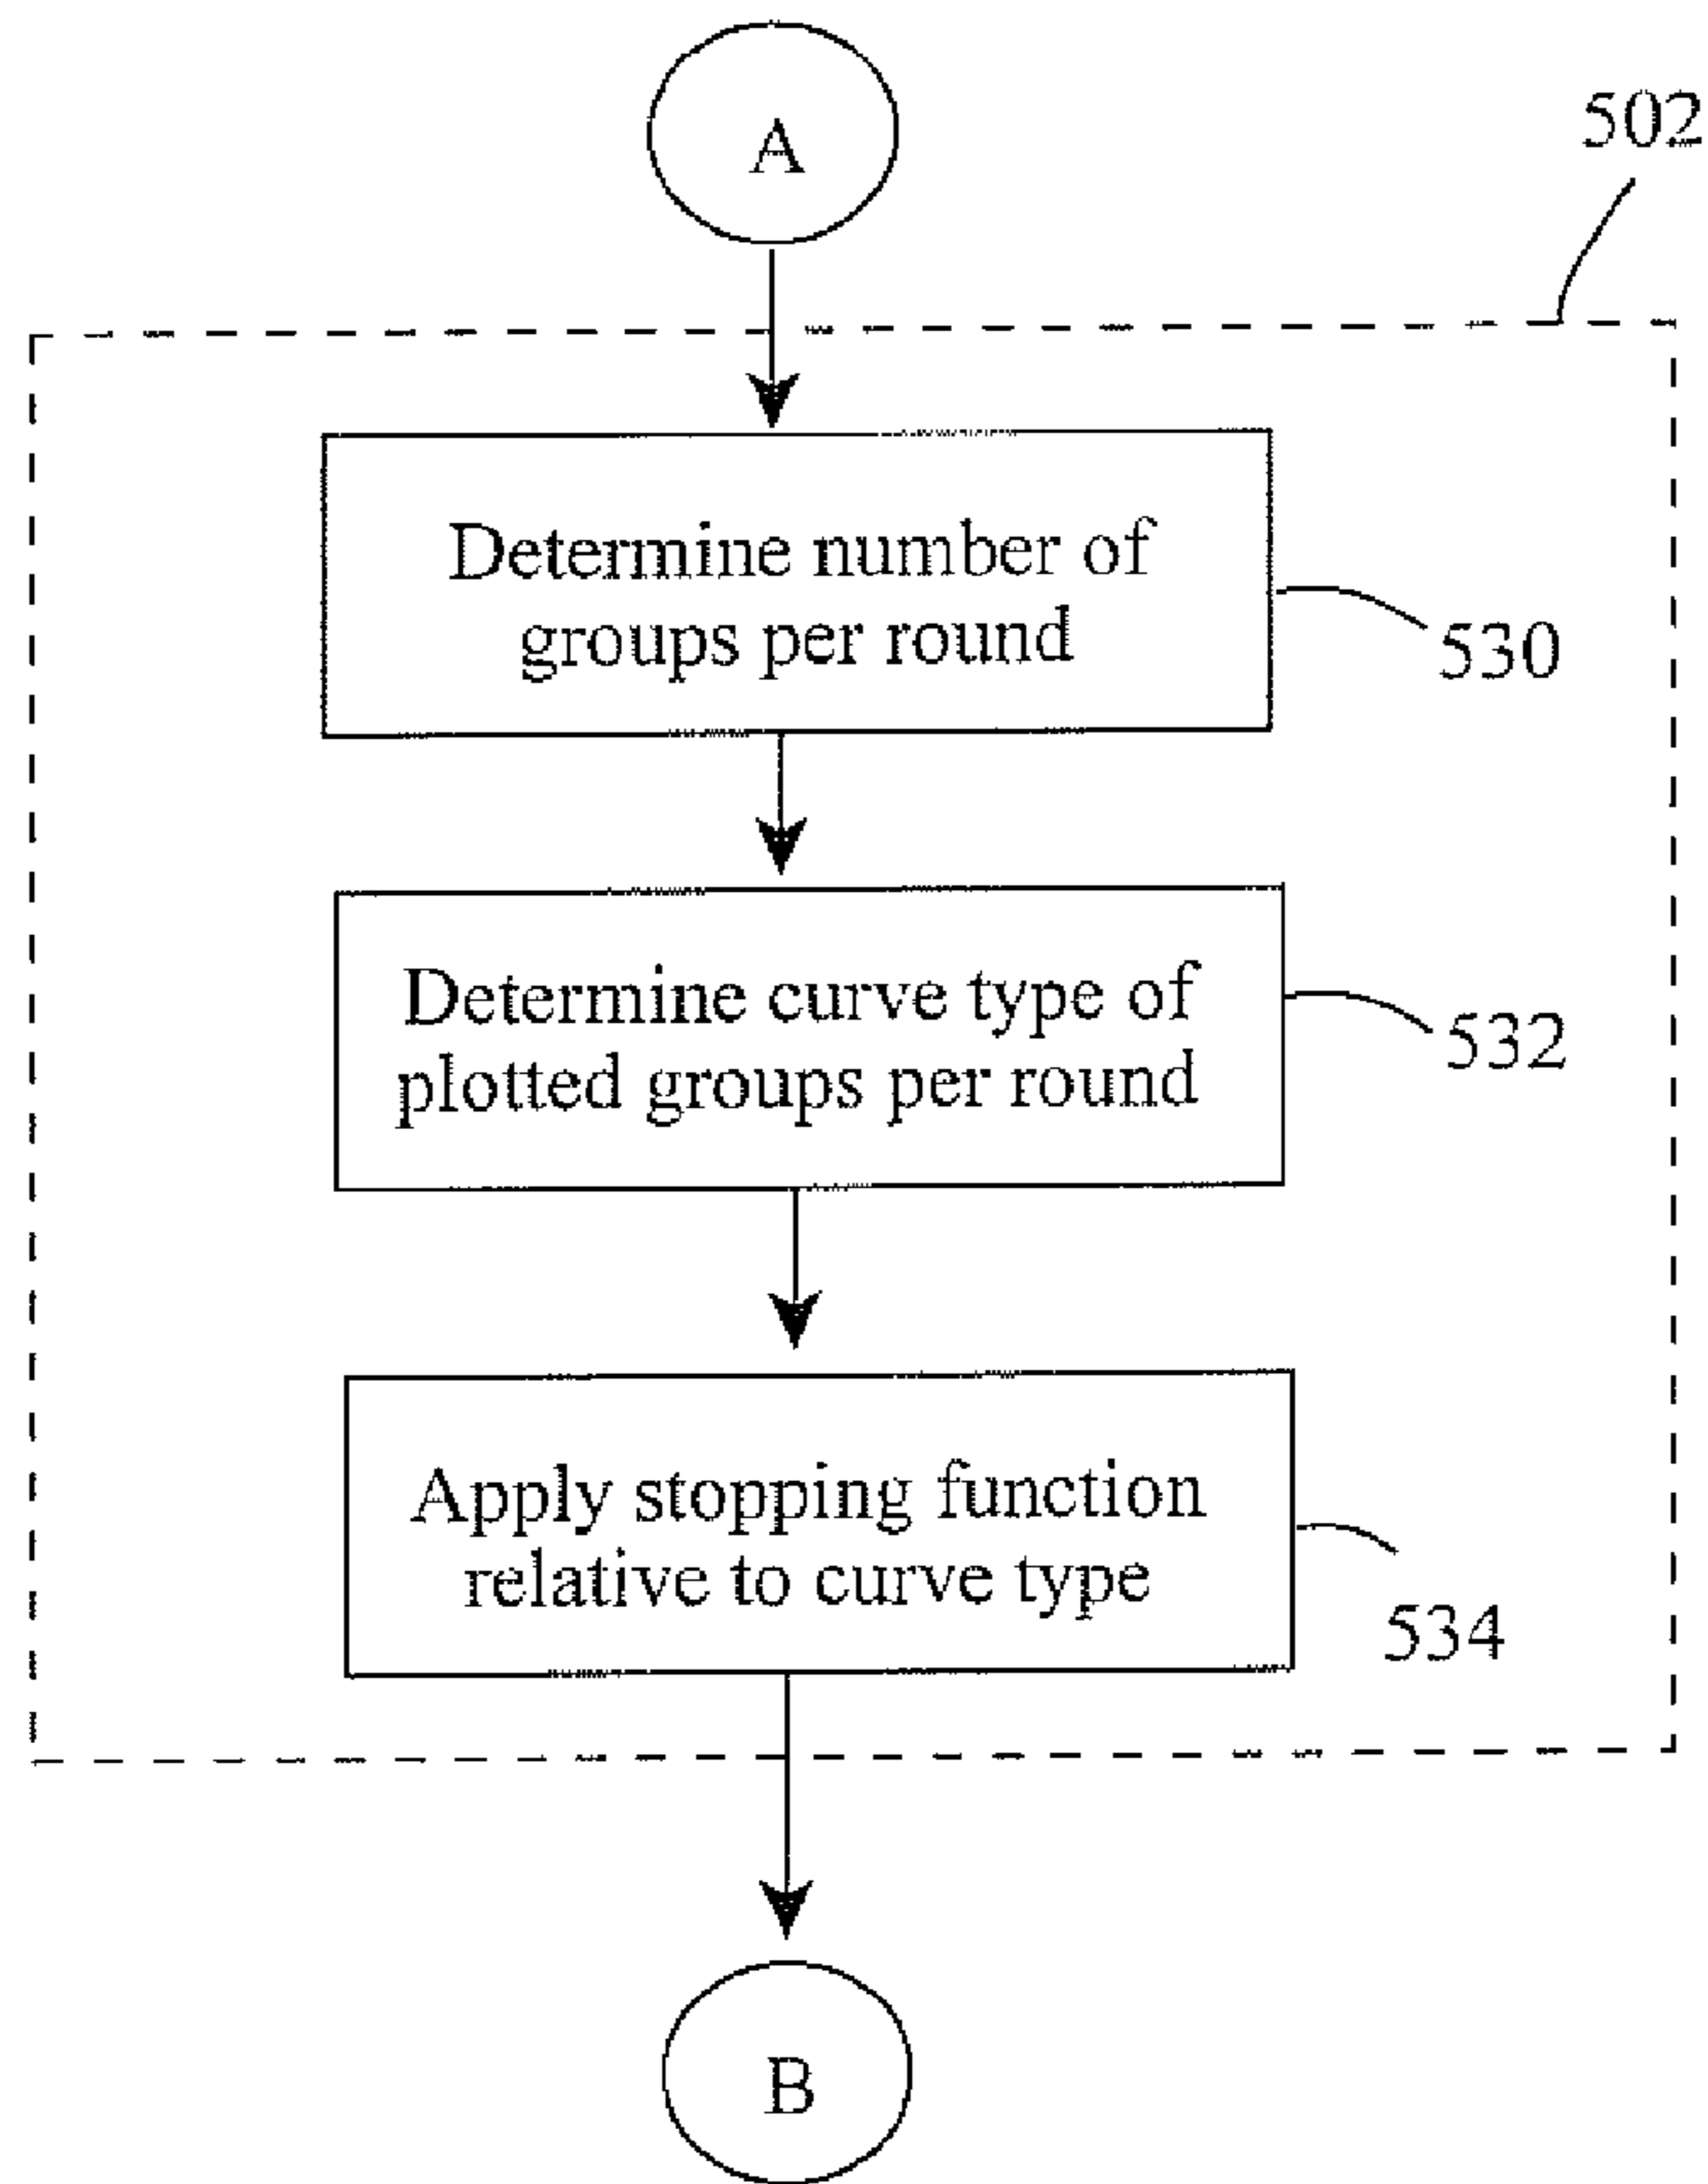 A
502
Determine number of
groups per round
530
Determine curve type of
plotted groups per round
532
Apply stopping function
relative to curve type
534
B